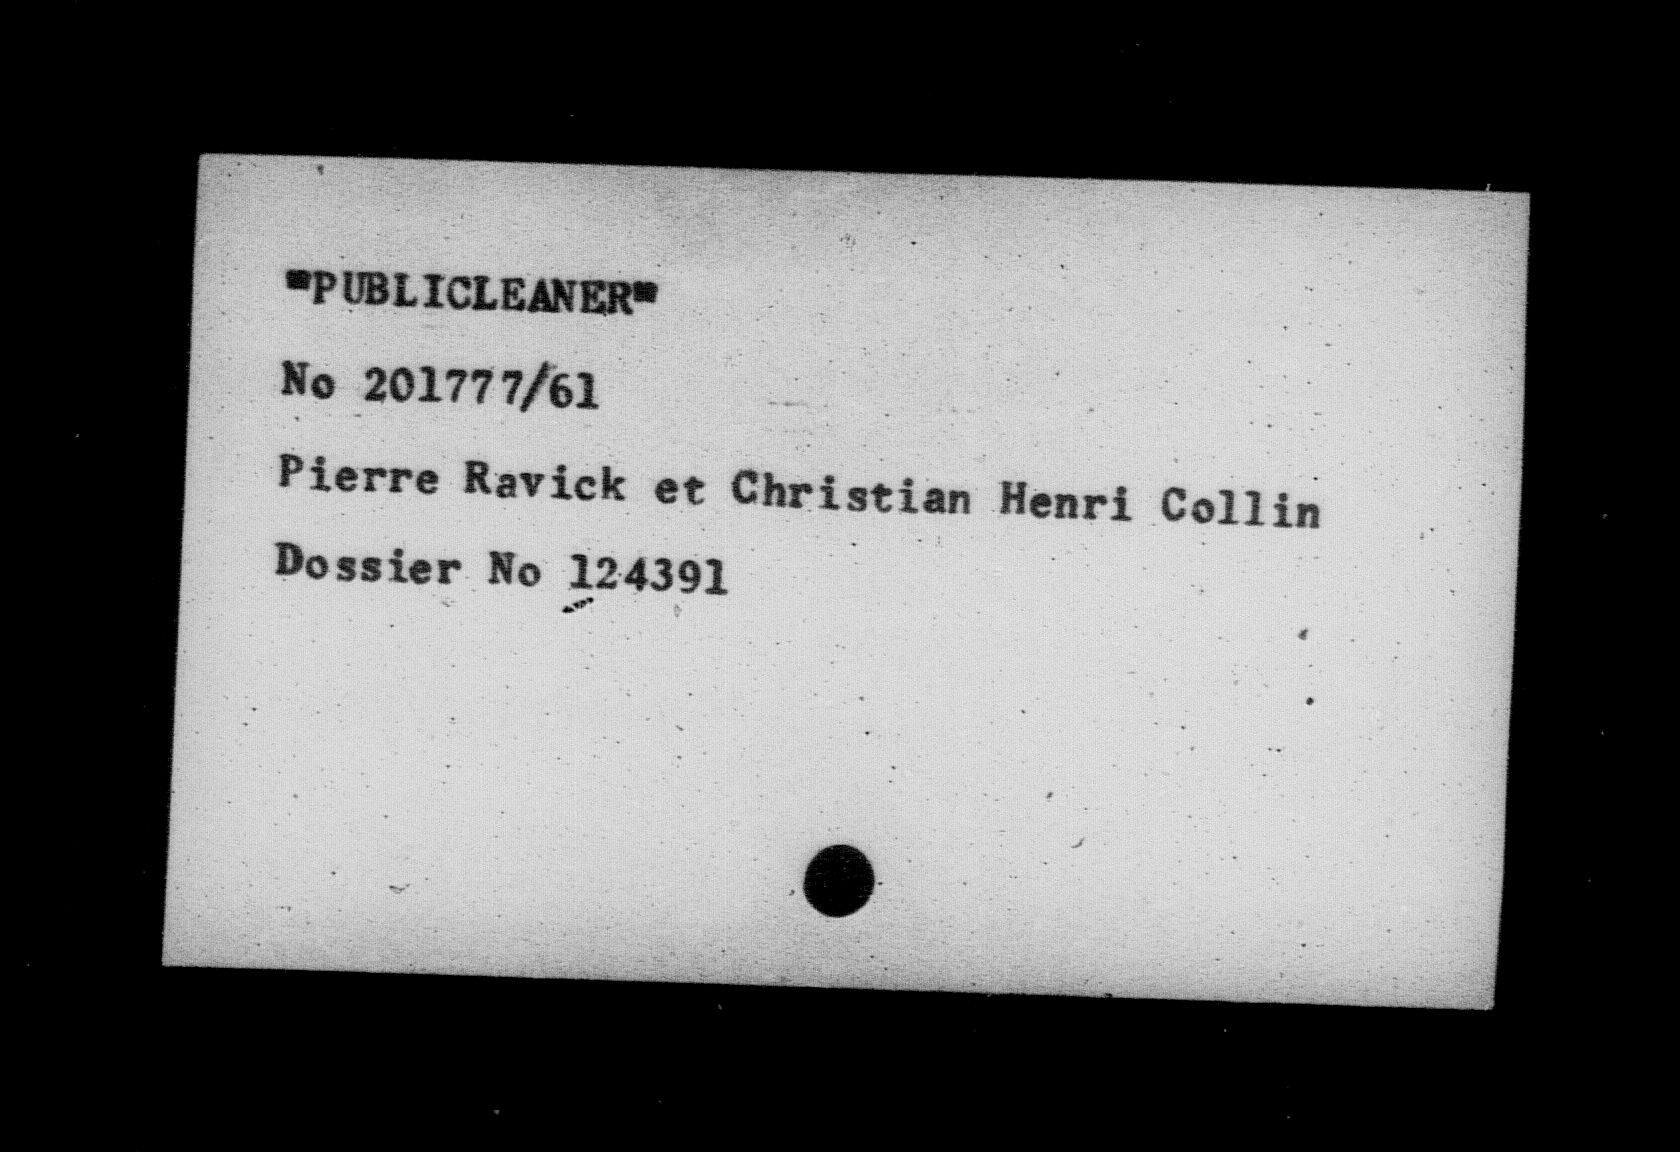 "PUBLICLEANER"
No 201777/61
Pierre Ravick et Christian Henri Collin
Dossier No 124391